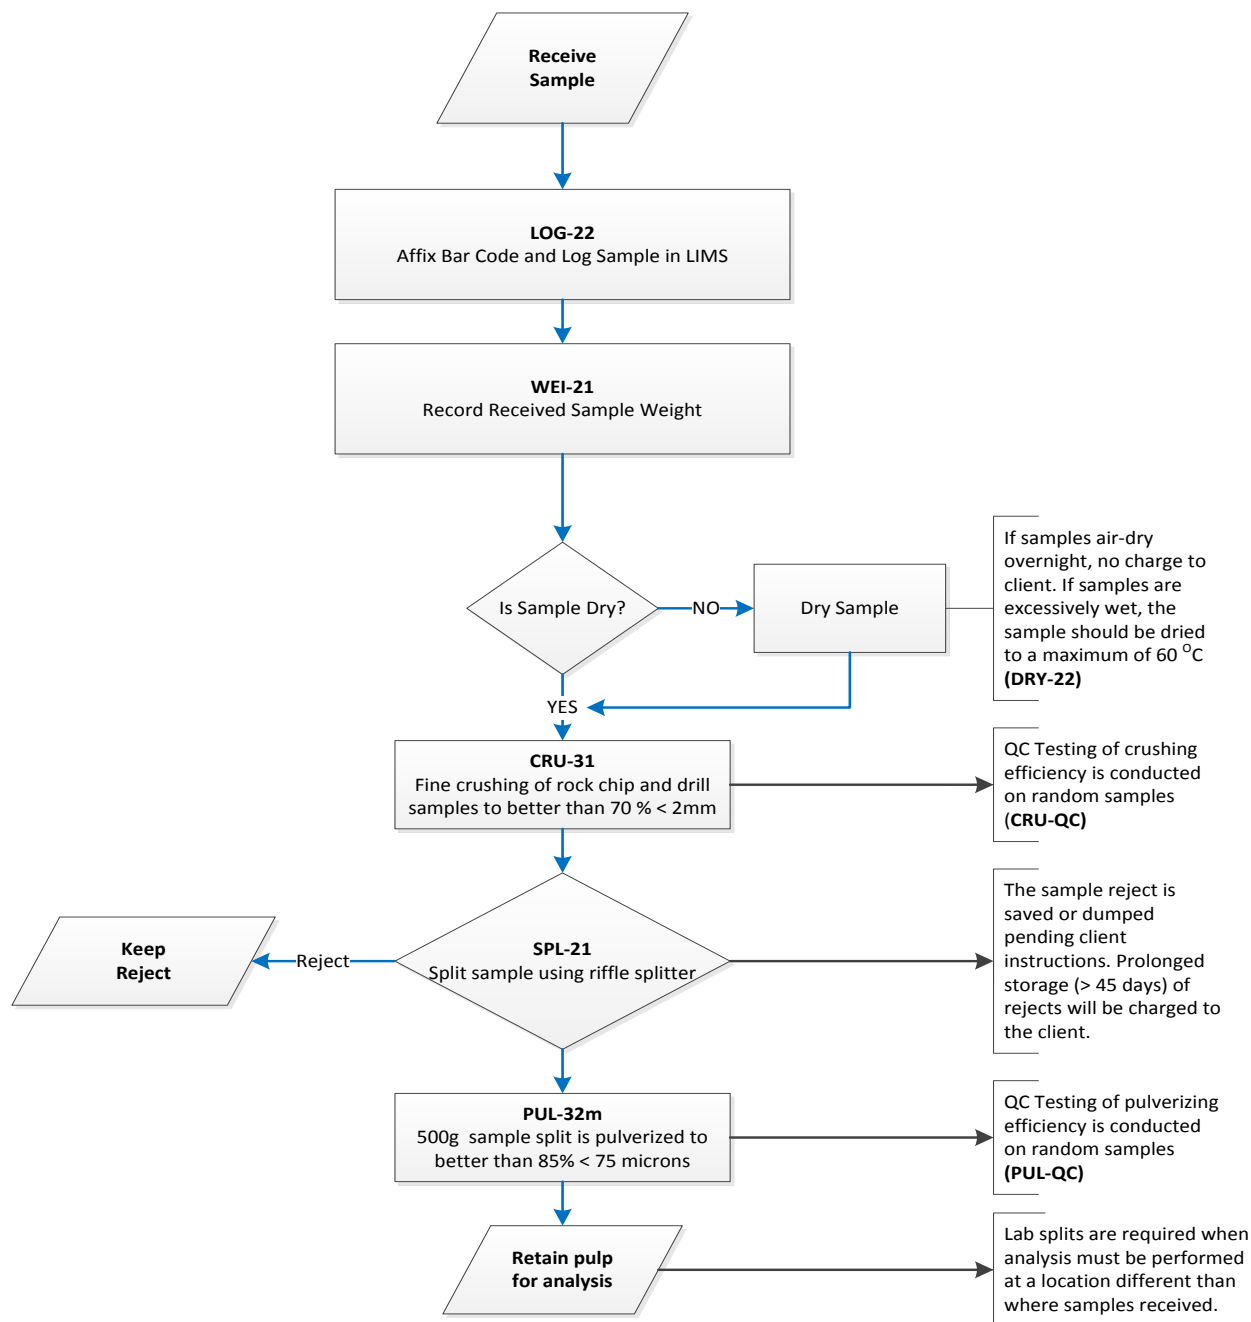 Receive
Sample
LOG-22
Affix Bar Code and Log Sample in LIMS
WEI-21
Record Received Sample Weight
Is Sample Dry?
NO
Dry Sample
If samples air-dry
overnight, no charge to
client. If samples are
excessively wet, the
sample should be dried
to a maximum of 60 °C
(DRY-22)
YES
CRU-31
Fine crushing of rock chip and drill
samples to better than 70 % < 2mm
QC Testing of crushing
efficiency is conducted
on random samples
(CRU-QC)
Keep
Reject
Reject
SPL-21
Split sample using riffle splitter
The sample reject is
saved or dumped
pending client
instructions. Prolonged
storage (> 45 days) of
rejects will be charged to
the client.
PUL-32m
500g  sample split is pulverized to
better than 85% < 75 microns
QC Testing of pulverizing
efficiency is conducted
on random samples
(PUL-QC)
Retain pulp
for analysis
Lab splits are required when
analysis must be performed
at a location different than
where samples received.